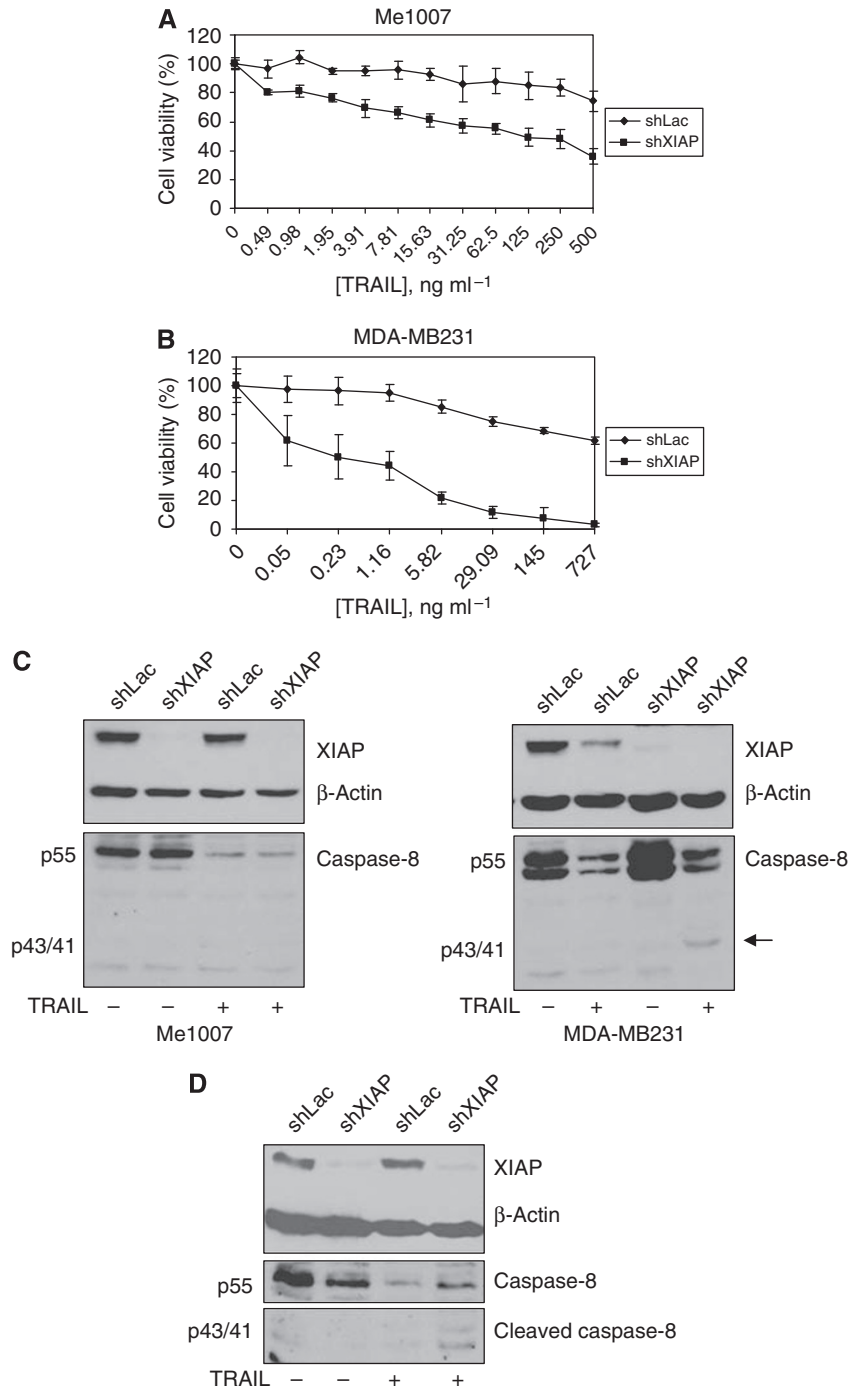 A
Me1007
120
100
80
60
40
20
0
Cell viability (%)
0 0.49 0.98 1.95 3.91 7.81 15.63 31.25 62.5 125 250 500
[TRAIL], ng ml⁻¹
shLac
shXIAP
B
MDA-MB231
120
100
80
60
40
20
0
Cell viability (%)
0 0.05 0.23 1.16 5.82 29.09 145 727
[TRAIL], ng ml⁻¹
shLac
shXIAP
C
shLac shXIAP shLac shXIAP
XIAP
β-Actin
p55
Caspase-8
p43/41
TRAIL – – + +
Me1007
shLac shLac shXIAP shXIAP
XIAP
β-Actin
p55
Caspase-8
p43/41
– + – +
MDA-MB231
D
shLac shXIAP shLac shXIAP
XIAP
β-Actin
p55
Caspase-8
p43/41
Cleaved caspase-8
TRAIL – – + +